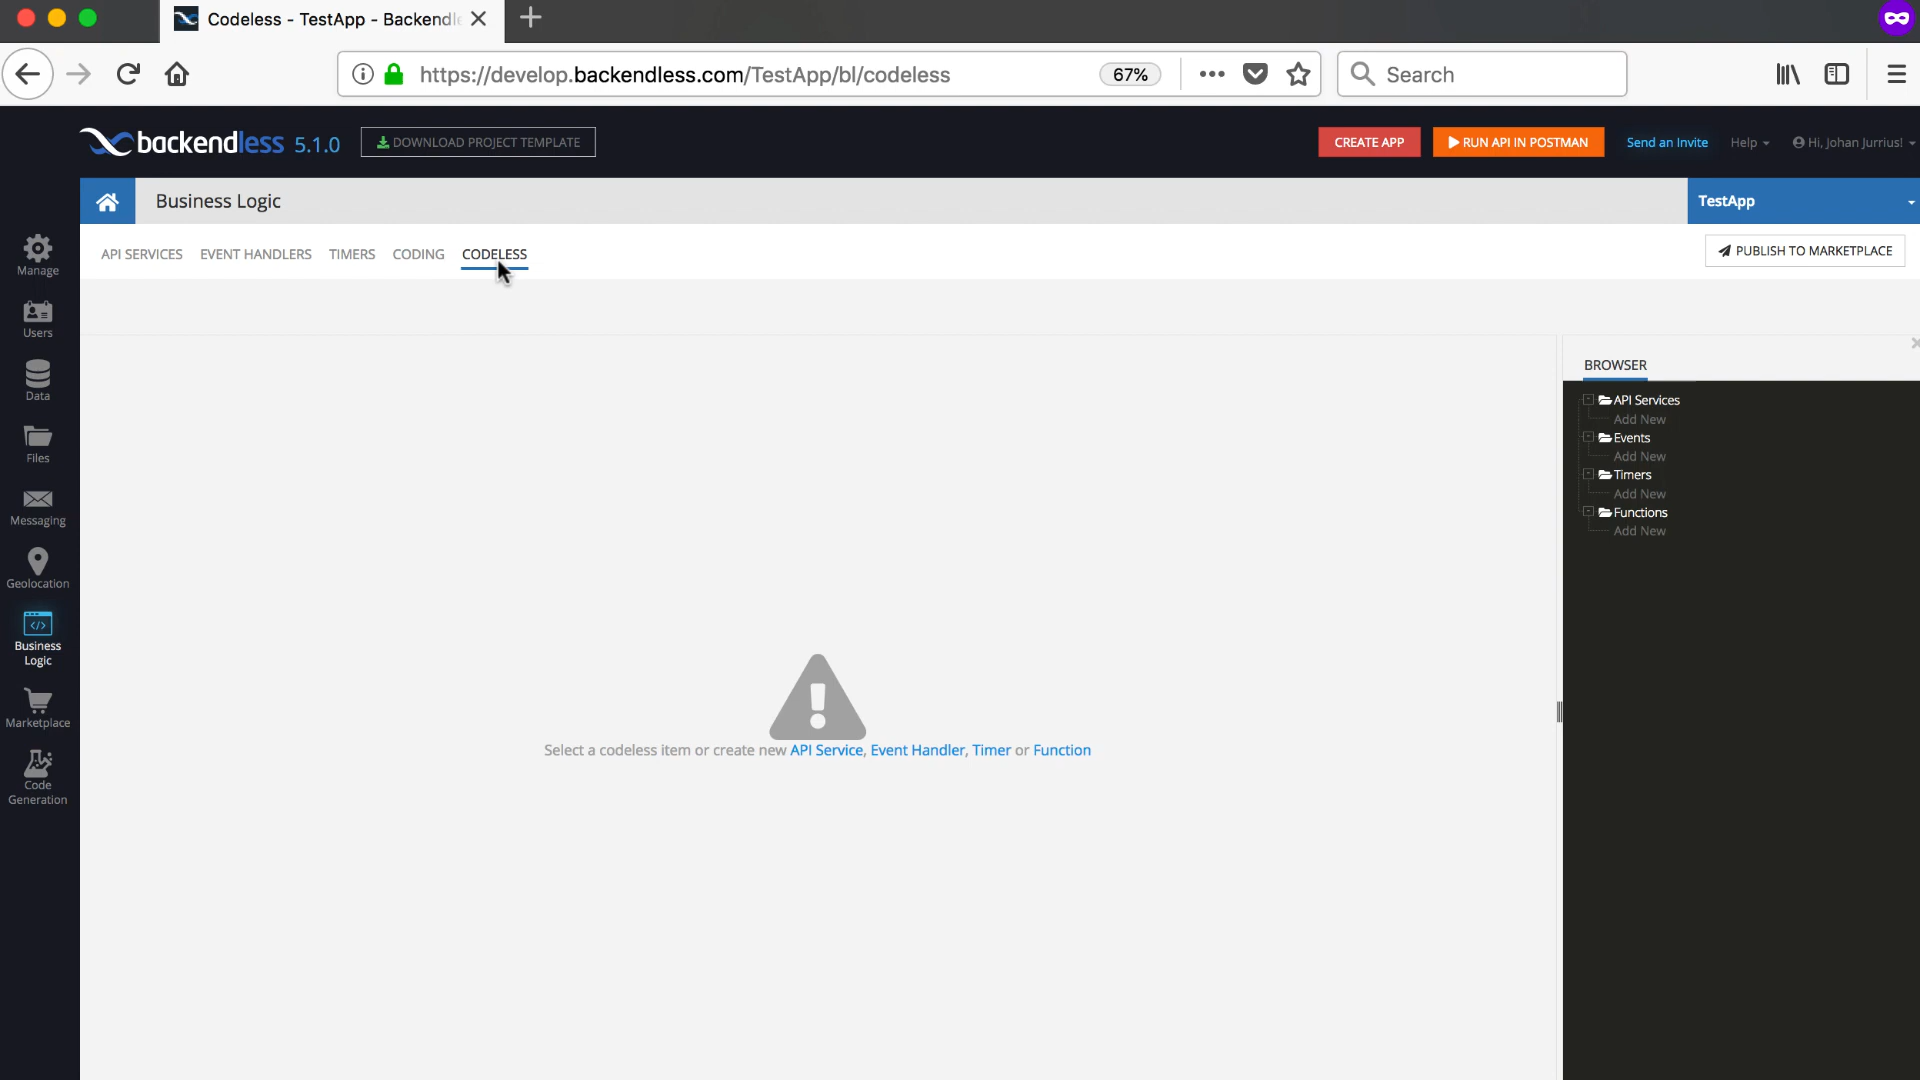 Codeless - TestApp - Backendl
https://develop.backendless.com/TestApp/bl/codeless
67%
Search
backendless 5.1.0
DOWNLOAD PROJECT TEMPLATE
CREATE APP
RUN API IN POSTMAN
Send an Invite
Help
Hi, Johan Jurrius!
Business Logic
TestApp
API SERVICES
EVENT HANDLERS
TIMERS
CODING
CODELESS
PUBLISH TO MARKETPLACE
Manage
Users
Data
Files
Messaging
Geolocation
Business
Logic
Marketplace
Code
Generation
Select a codeless item or create new API Service, Event Handler, Timer or Function
BROWSER
API Services
Add New
Events
Add New
Timers
Add New
Functions
Add New